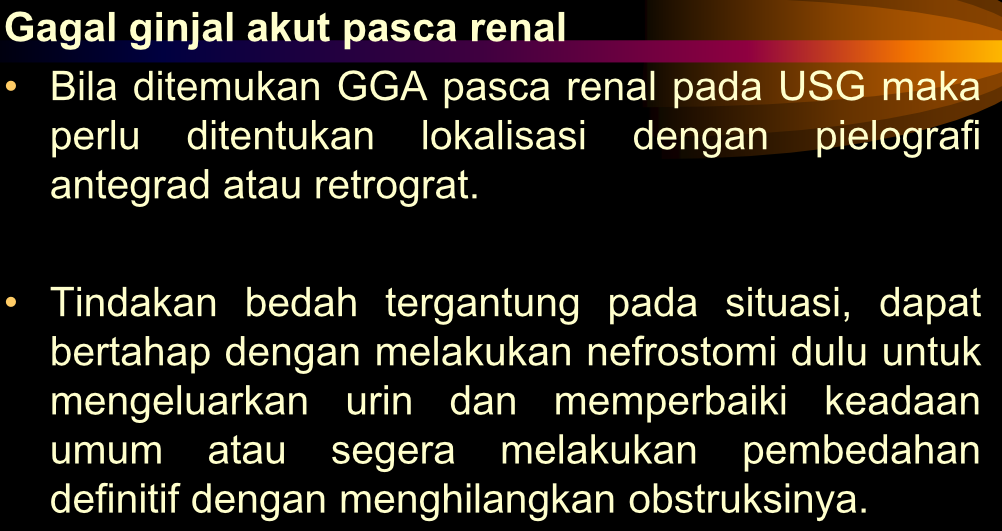 Gagal ginjal akut pasca renal
• Bila ditemukan GGA pasca renal pada USG maka
perlu ditentukan lokalisasi dengan pielografi
antegrad atau retrograt.
• Tindakan bedah tergantung pada situasi, dapat
bertahap dengan melakukan nefrostomi dulu untuk
mengeluarkan urin dan memperbaiki keadaan
umum atau segera melakukan pembedahan
definitif dengan menghilangkan obstruksinya.